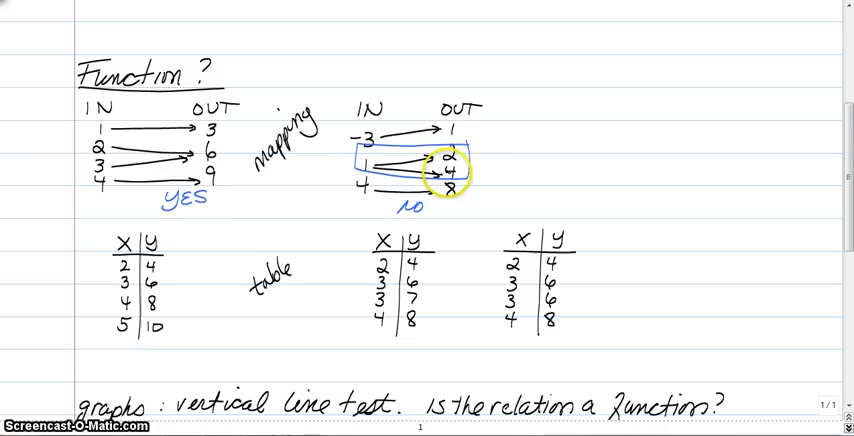 Function?
IN OUT IN OUT
1 3 -3 1
2 6 2
3 9 1 4
4 4 8
mapping
YES NO
X Y X Y X Y
2 4 2 4 2 4
3 6 3 6 3 6
4 8 3 7 3 6
5 10 4 8 4 8
table
graphs: vertical line test. Is the relation a function?
Screencast-O-Matic.com
1
1/1